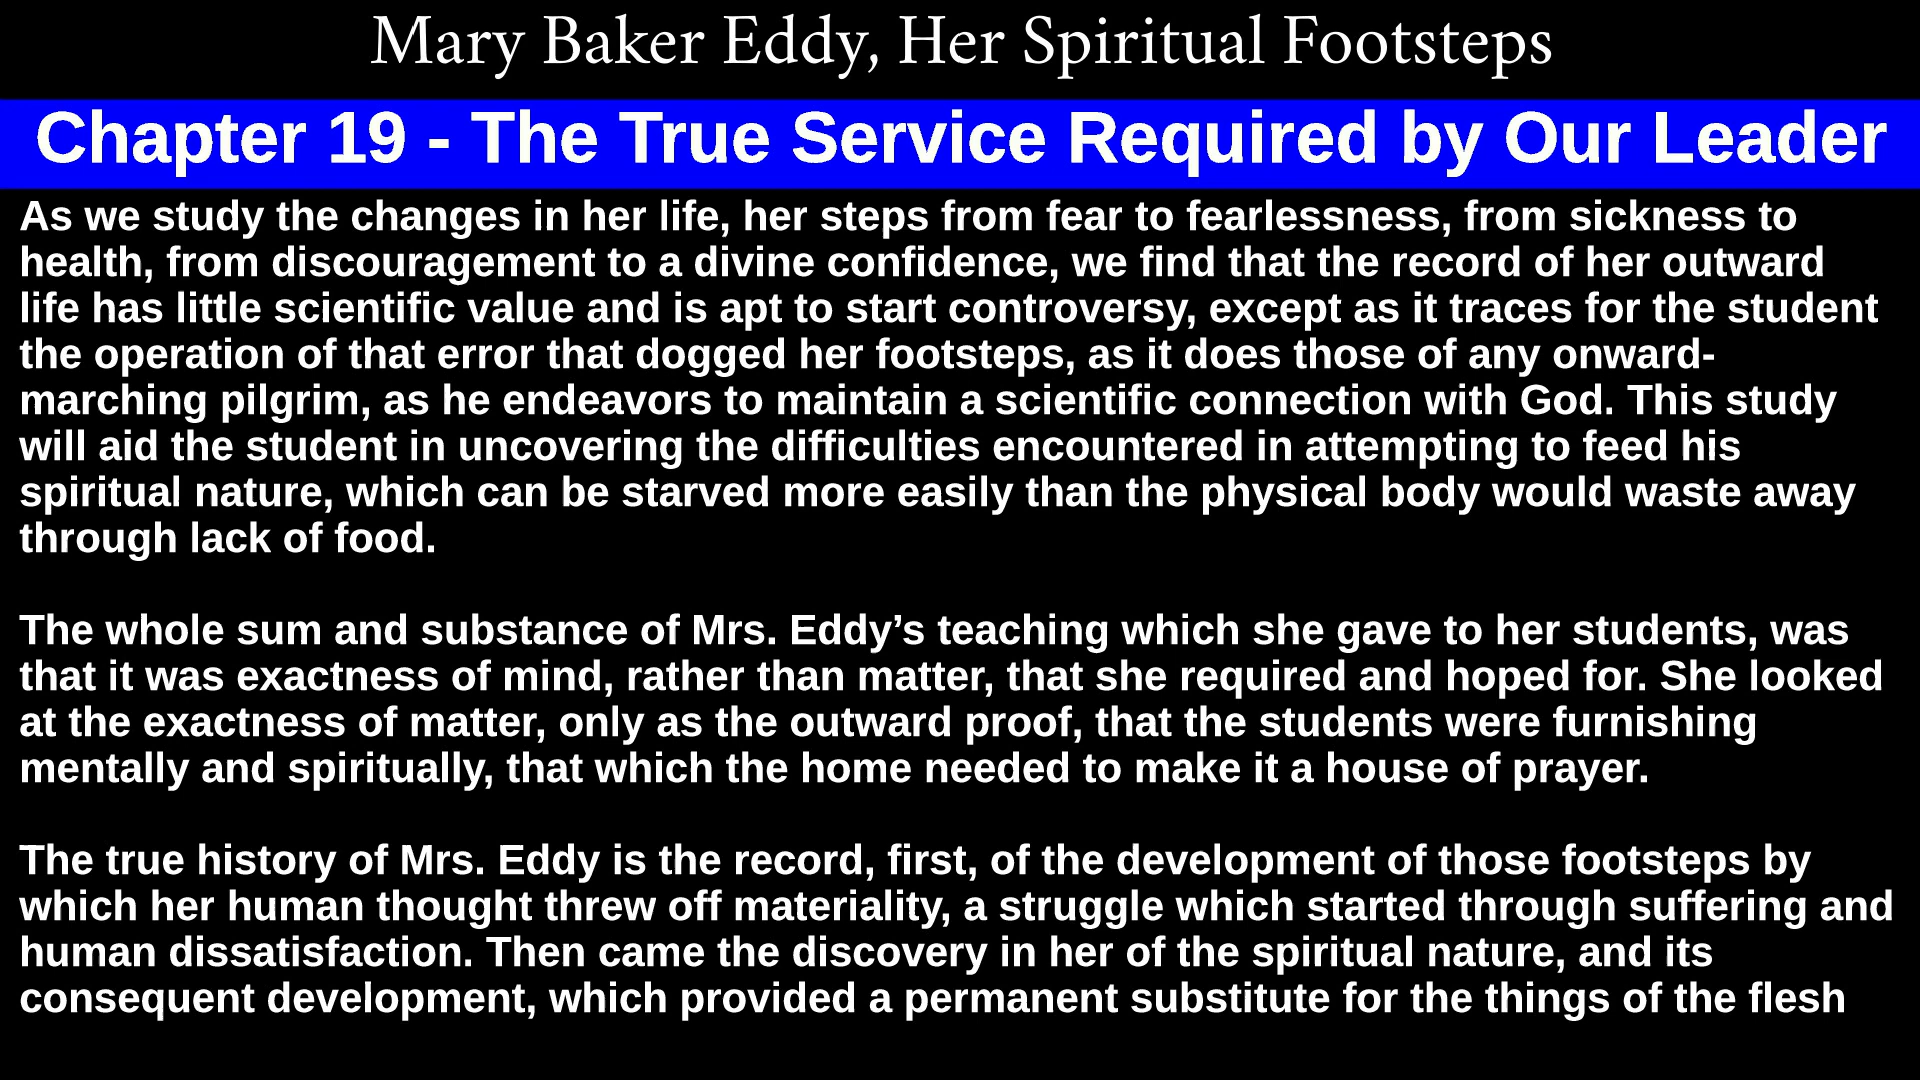 Mary Baker Eddy, Her Spiritual Footsteps
Chapter 19 - The True Service Required by Our Leader
As we study the changes in her life, her steps from fear to fearlessness, from sickness to
health, from discouragement to a divine confidence, we find that the record of her outward
life has little scientific value and is apt to start controversy, except as it traces for the student
the operation of that error that dogged her footsteps, as it does those of any onward-
marching pilgrim, as he endeavors to maintain a scientific connection with God. This study
will aid the student in uncovering the difficulties encountered in attempting to feed his
spiritual nature, which can be starved more easily than the physical body would waste away
through lack of food.
The whole sum and substance of Mrs. Eddy’s teaching which she gave to her students, was
that it was exactness of mind, rather than matter, that she required and hoped for. She looked
at the exactness of matter, only as the outward proof, that the students were furnishing
mentally and spiritually, that which the home needed to make it a house of prayer.
The true history of Mrs. Eddy is the record, first, of the development of those footsteps by
which her human thought threw off materiality, a struggle which started through suffering and
human dissatisfaction. Then came the discovery in her of the spiritual nature, and its
consequent development, which provided a permanent substitute for the things of the flesh